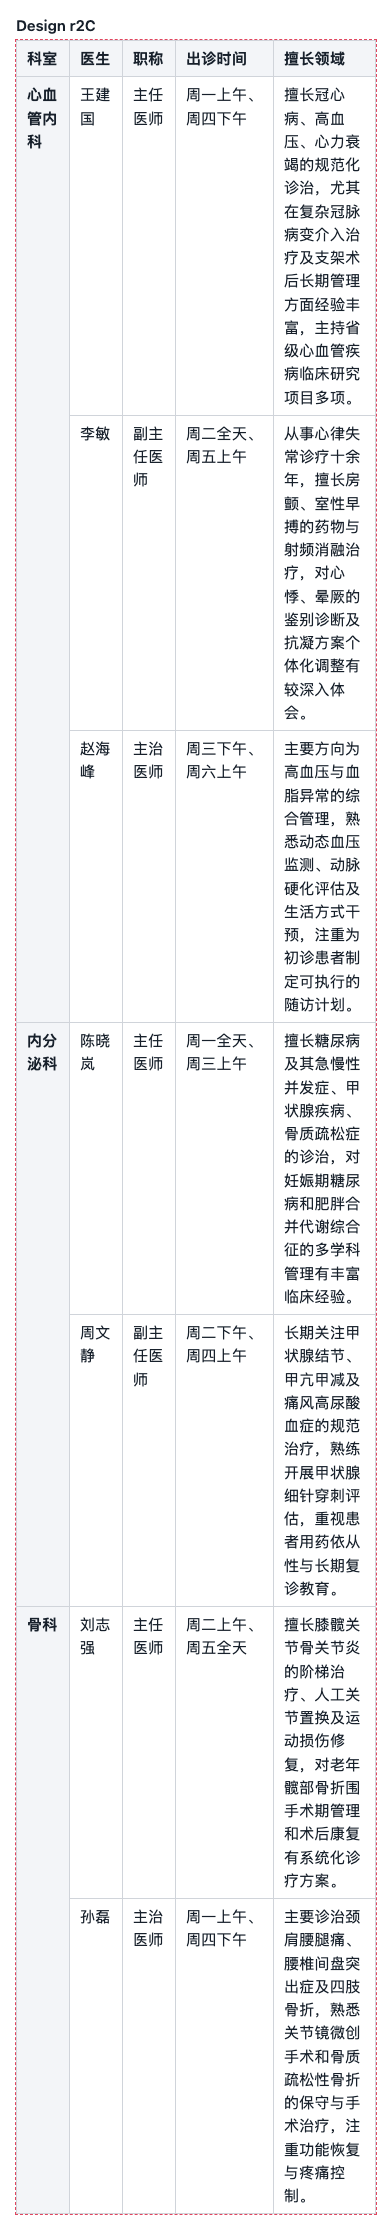 Design r2C
科室 医生 职称 出诊时间 擅长领域
心血
管内
科
王建
国
主任
医师
周一上午、
周四下午
擅长冠心
病、高血
压、心力衰
竭的规范化
诊治，尤其
在复杂冠脉
病变介入治
疗及支架术
后长期管理
方面经验丰
富，主持省
级心血管疾
病临床研究
项目多项。
李敏
副主
任医
师
周二全天、
周五上午
从事心律失
常诊疗十余
年，擅长房
颤、室性早
搏的药物与
射频消融治
疗，对心
悸、晕厥的
鉴别诊断及
抗凝方案个
体化调整有
较深入体
会。
赵海
峰
主治
医师
周三下午、
周六上午
主要方向为
高血压与血
脂异常的综
合管理，熟
悉动态血压
监测、动脉
硬化评估及
生活方式干
预，注重为
初诊患者制
定可执行的
随访计划。
内分
泌科
陈晓
岚
主任
医师
周一全天、
周三上午
擅长糖尿病
及其急慢性
并发症、甲
状腺疾病、
骨质疏松症
的诊治，对
妊娠期糖尿
病和肥胖合
并代谢综合
征的多学科
管理有丰富
临床经验。
周文
静
副主
任医
师
周二下午、
周四上午
长期关注甲
状腺结节、
甲亢甲减及
痛风高尿酸
血症的规范
治疗，熟练
开展甲状腺
细针穿刺评
估，重视患
者用药依从
性与长期复
诊教育。
骨科
刘志
强
主任
医师
周二上午、
周五全天
擅长膝髋关
节骨关节炎
的阶梯治
疗、人工关
节置换及运
动损伤修
复，对老年
髋部骨折围
手术期管理
和术后康复
有系统化诊
疗方案。
孙磊
主治
医师
周一上午、
周四下午
主要诊治颈
肩腰腿痛、
腰椎间盘突
出症及四肢
骨折，熟悉
关节镜微创
手术和骨质
疏松性骨折
的保守与手
术治疗，注
重功能恢复
与疼痛控
制。